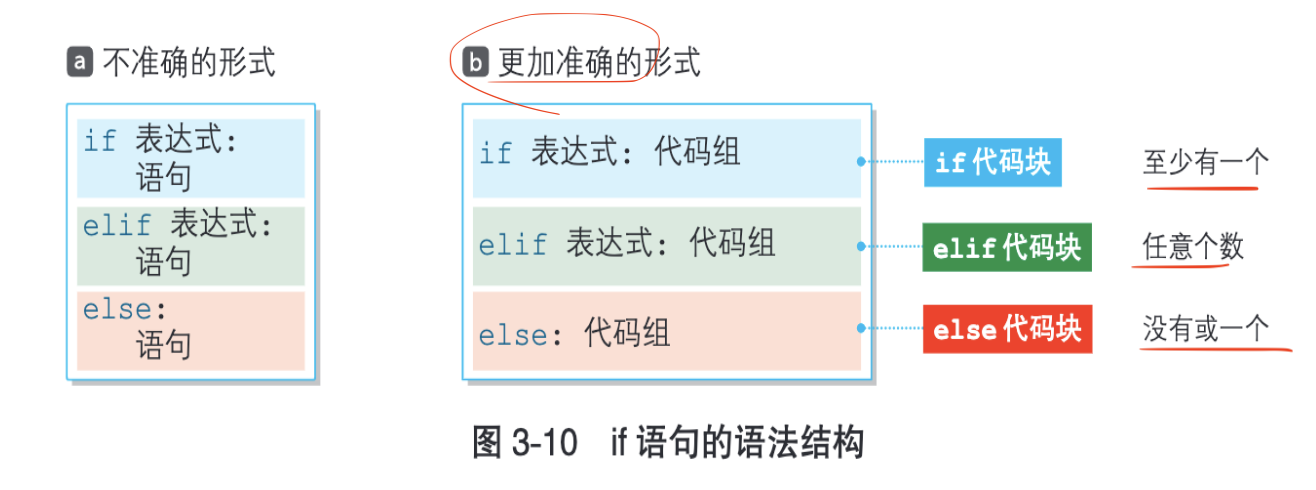 a 不准确的形式
if 表达式:
语句
elif 表达式:
语句
else:
语句
b 更加准确的形式
if 表达式: 代码组
elif 表达式: 代码组
else: 代码组
if 代码块 至少有一个
elif 代码块 任意个数
else 代码块 没有或一个
图 3-10 if 语句的语法结构